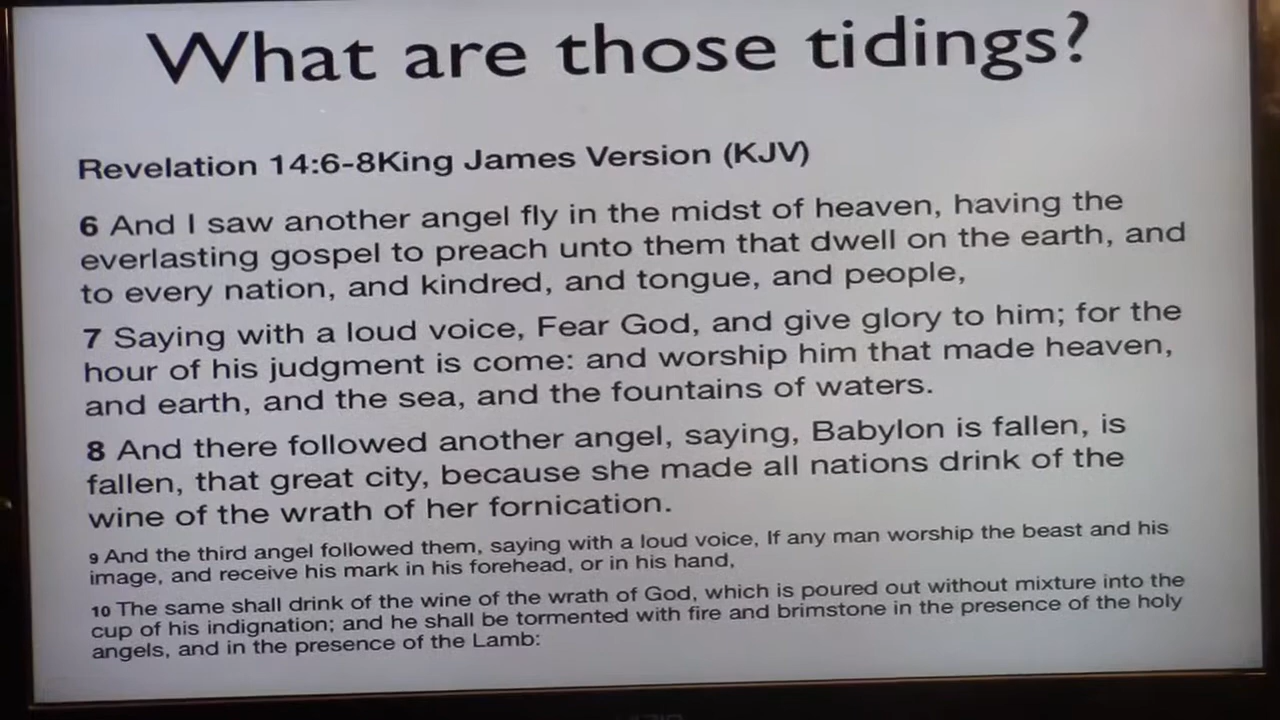 What are those tidings?
Revelation 14:6-8King James Version (KJV)
6 And I saw another angel fly in the midst of heaven, having the
everlasting gospel to preach unto them that dwell on the earth, and
to every nation, and kindred, and tongue, and people,
7 Saying with a loud voice, Fear God, and give glory to him; for the
hour of his judgment is come: and worship him that made heaven,
and earth, and the sea, and the fountains of waters.
8 And there followed another angel, saying, Babylon is fallen, is
fallen, that great city, because she made all nations drink of the
wine of the wrath of her fornication.
9 And the third angel followed them, saying with a loud voice, If any man worship the beast and his
image, and receive his mark in his forehead, or in his hand,
10 The same shall drink of the wine of the wrath of God, which is poured out without mixture into the
cup of his indignation; and he shall be tormented with fire and brimstone in the presence of the holy
angels, and in the presence of the Lamb: